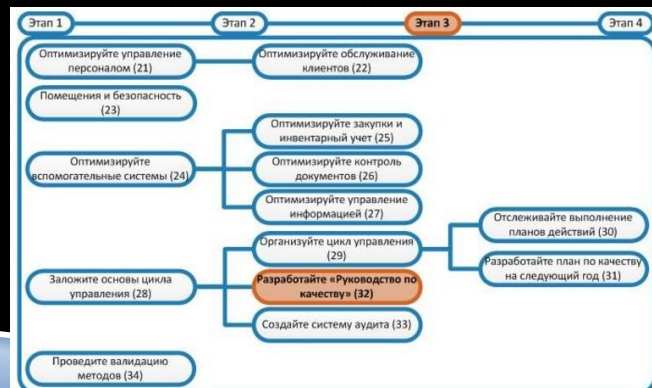 Этап 1
Этап 2
Этап 3
Этап 4
Оптимизируйте управление
персоналом (21)
Оптимизируйте обслуживание
клиентов (22)
Помещения и безопасность
(23)
Оптимизируйте
вспомогательные системы (24)
Оптимизируйте закупки и
инвентарный учет (25)
Оптимизируйте контроль
документов (26)
Оптимизируйте управление
информацией (27)
Заложите основы цикла
управления (28)
Организуйте цикл управления
(29)
Отслеживайте выполнение
планов действий (30)
Разработайте план по качеству
на следующий год (31)
Разработайте «Руководство по
качеству» (32)
Создайте систему аудита (33)
Проведите валидацию
методов (34)